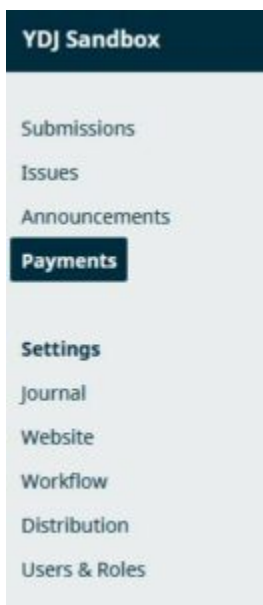 YDJ Sandbox
Submissions
Issues
Announcements
Payments
Settings
Journal
Website
Workflow
Distribution
Users & Roles